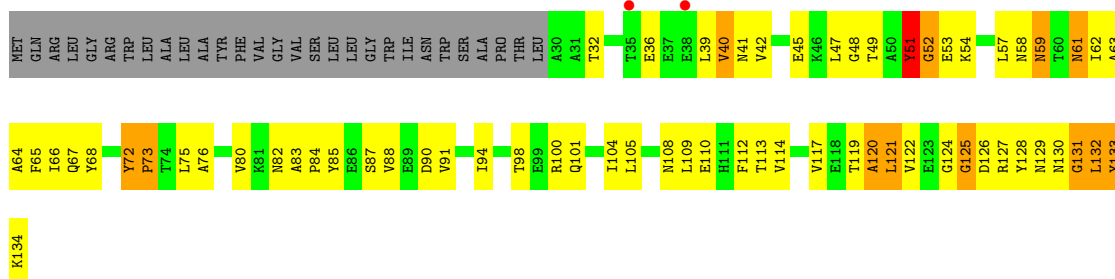 MET GLN ARG LEU GLY ARG TRP LEU ALA LEU ALA TYR PHE VAL GLY VAL SER LEU LEU GLY TRP ILE ASN TRP SER ALA PRO THR LEU A30 A31 T32 T35 E36 E37 E38 L39 V40 N41 V42 E45 K46 L47 G48 T49 A50 Y51 G52 E53 K54 L57 N58 N59 T60 N61 I62 A63
A64 F65 I66 Q67 Y68 Y72 P73 T74 L75 A76 V80 K81 N82 A83 P84 Y85 E86 S87 V88 E89 D90 V91 I94 T98 E99 R100 Q101 I104 L105 N108 L109 E110 H111 F112 T113 V114 V117 E118 T119 A120 L121 V122 E123 G124 G125 D126 R127 Y128 N129 N130 G131 L132 Y133
K134